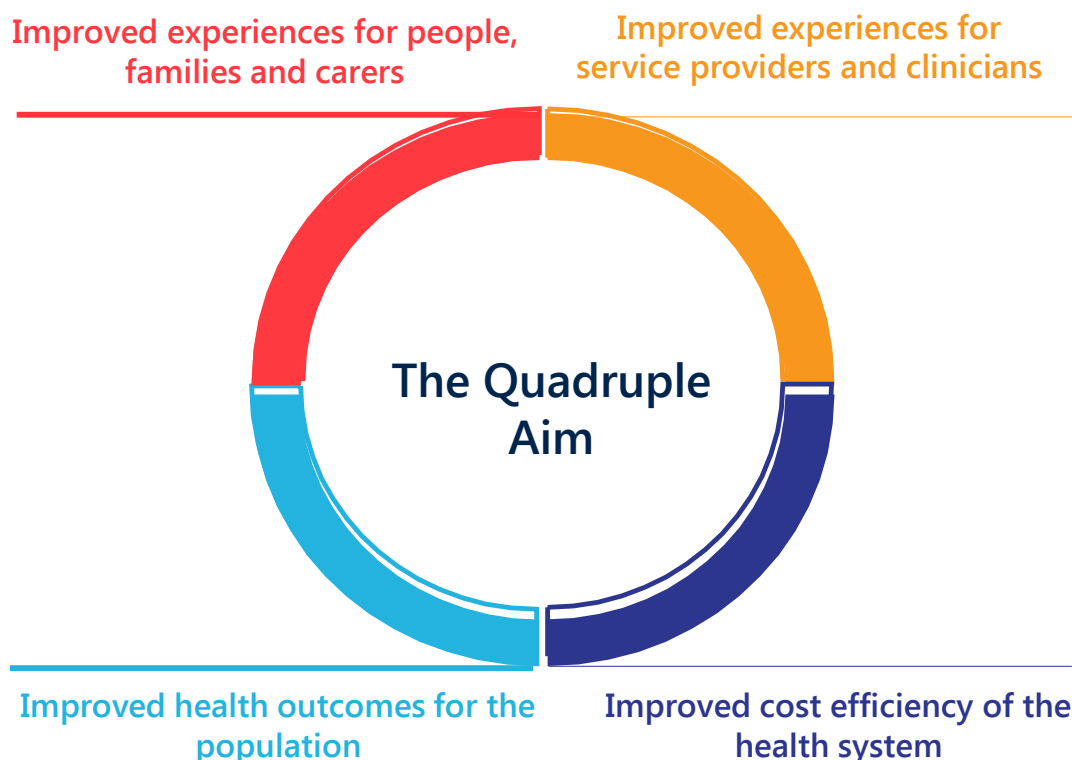 Improved experiences for people,
families and carers
Improved experiences for
service providers and clinicians
The Quadruple
Aim
Improved health outcomes for the
population
Improved cost efficiency of the
health system